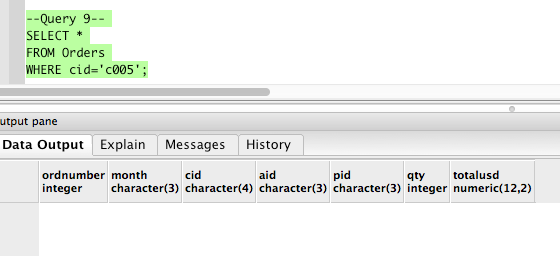 --Query 9--
SELECT *
FROM Orders
WHERE cid='c005';
utput pane
Data Output Explain Messages History
ordnumber month cid aid pid qty totalusd
integer character(3) character(4) character(3) character(3) integer numeric(12,2)